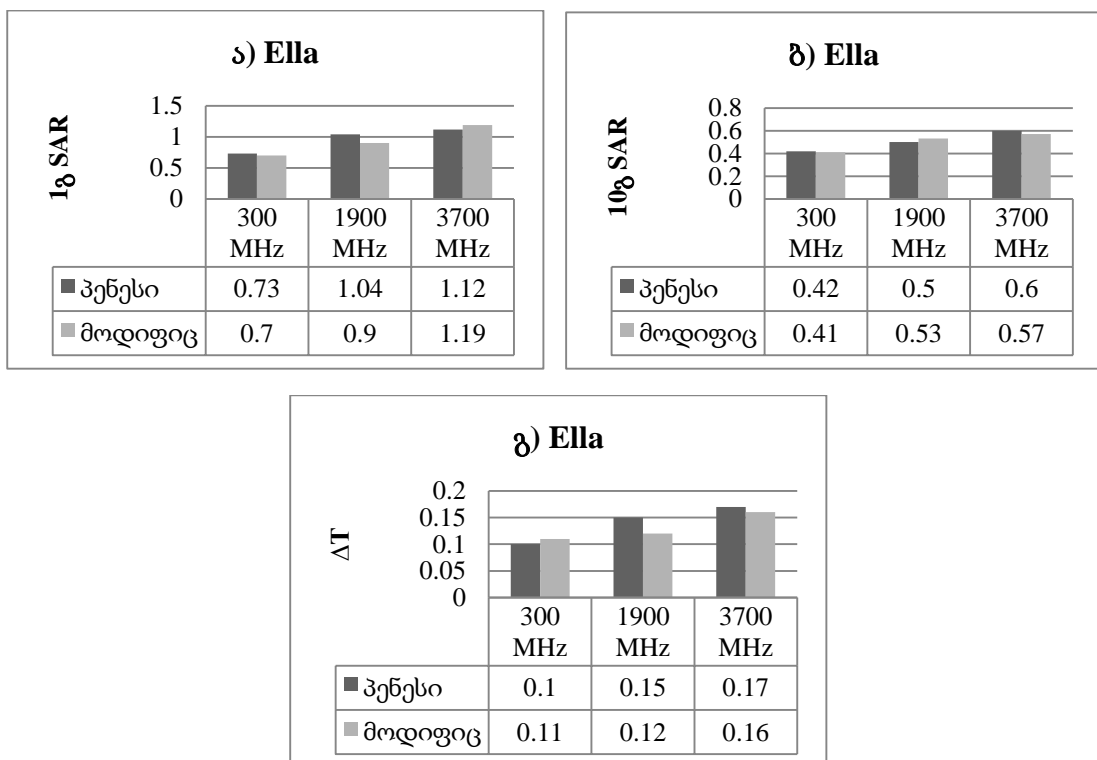 ა) Ella
1.5
1
0.5
0
1გ SAR
300 MHz 1900 MHz 3700 MHz
პენესი 0.73 1.04 1.12
მოდიფიც 0.7 0.9 1.19
ბ) Ella
0.8
0.6
0.4
0.2
0
10გ SAR
300 MHz 1900 MHz 3700 MHz
პენესი 0.42 0.5 0.6
მოდიფიც 0.41 0.53 0.57
გ) Ella
0.2
0.15
0.1
0.05
0
ΔT
300 MHz 1900 MHz 3700 MHz
პენესი 0.1 0.15 0.17
მოდიფიც 0.11 0.12 0.16